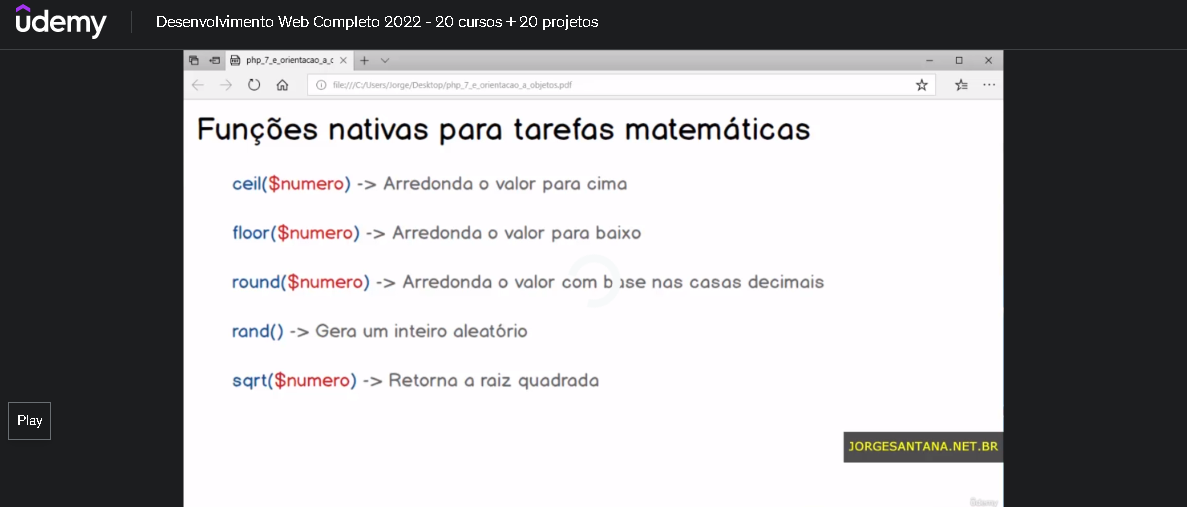 ûdemy
Desenvolvimento Web Completo 2022 - 20 cursos + 20 projetos
php_7_e_orientacao_a_c
file:///C:/Users/Jorge/Desktop/php_7_e_orientacao_a_objetos.pdf
Funções nativas para tarefas matemáticas
ceil($numero) -> Arredonda o valor para cima
floor($numero) -> Arredonda o valor para baixo
round($numero) -> Arredonda o valor com base nas casas decimais
rand() -> Gera um inteiro aleatório
sqrt($numero) -> Retorna a raiz quadrada
Play
JORGESANTANA.NET.BR
ûdemy